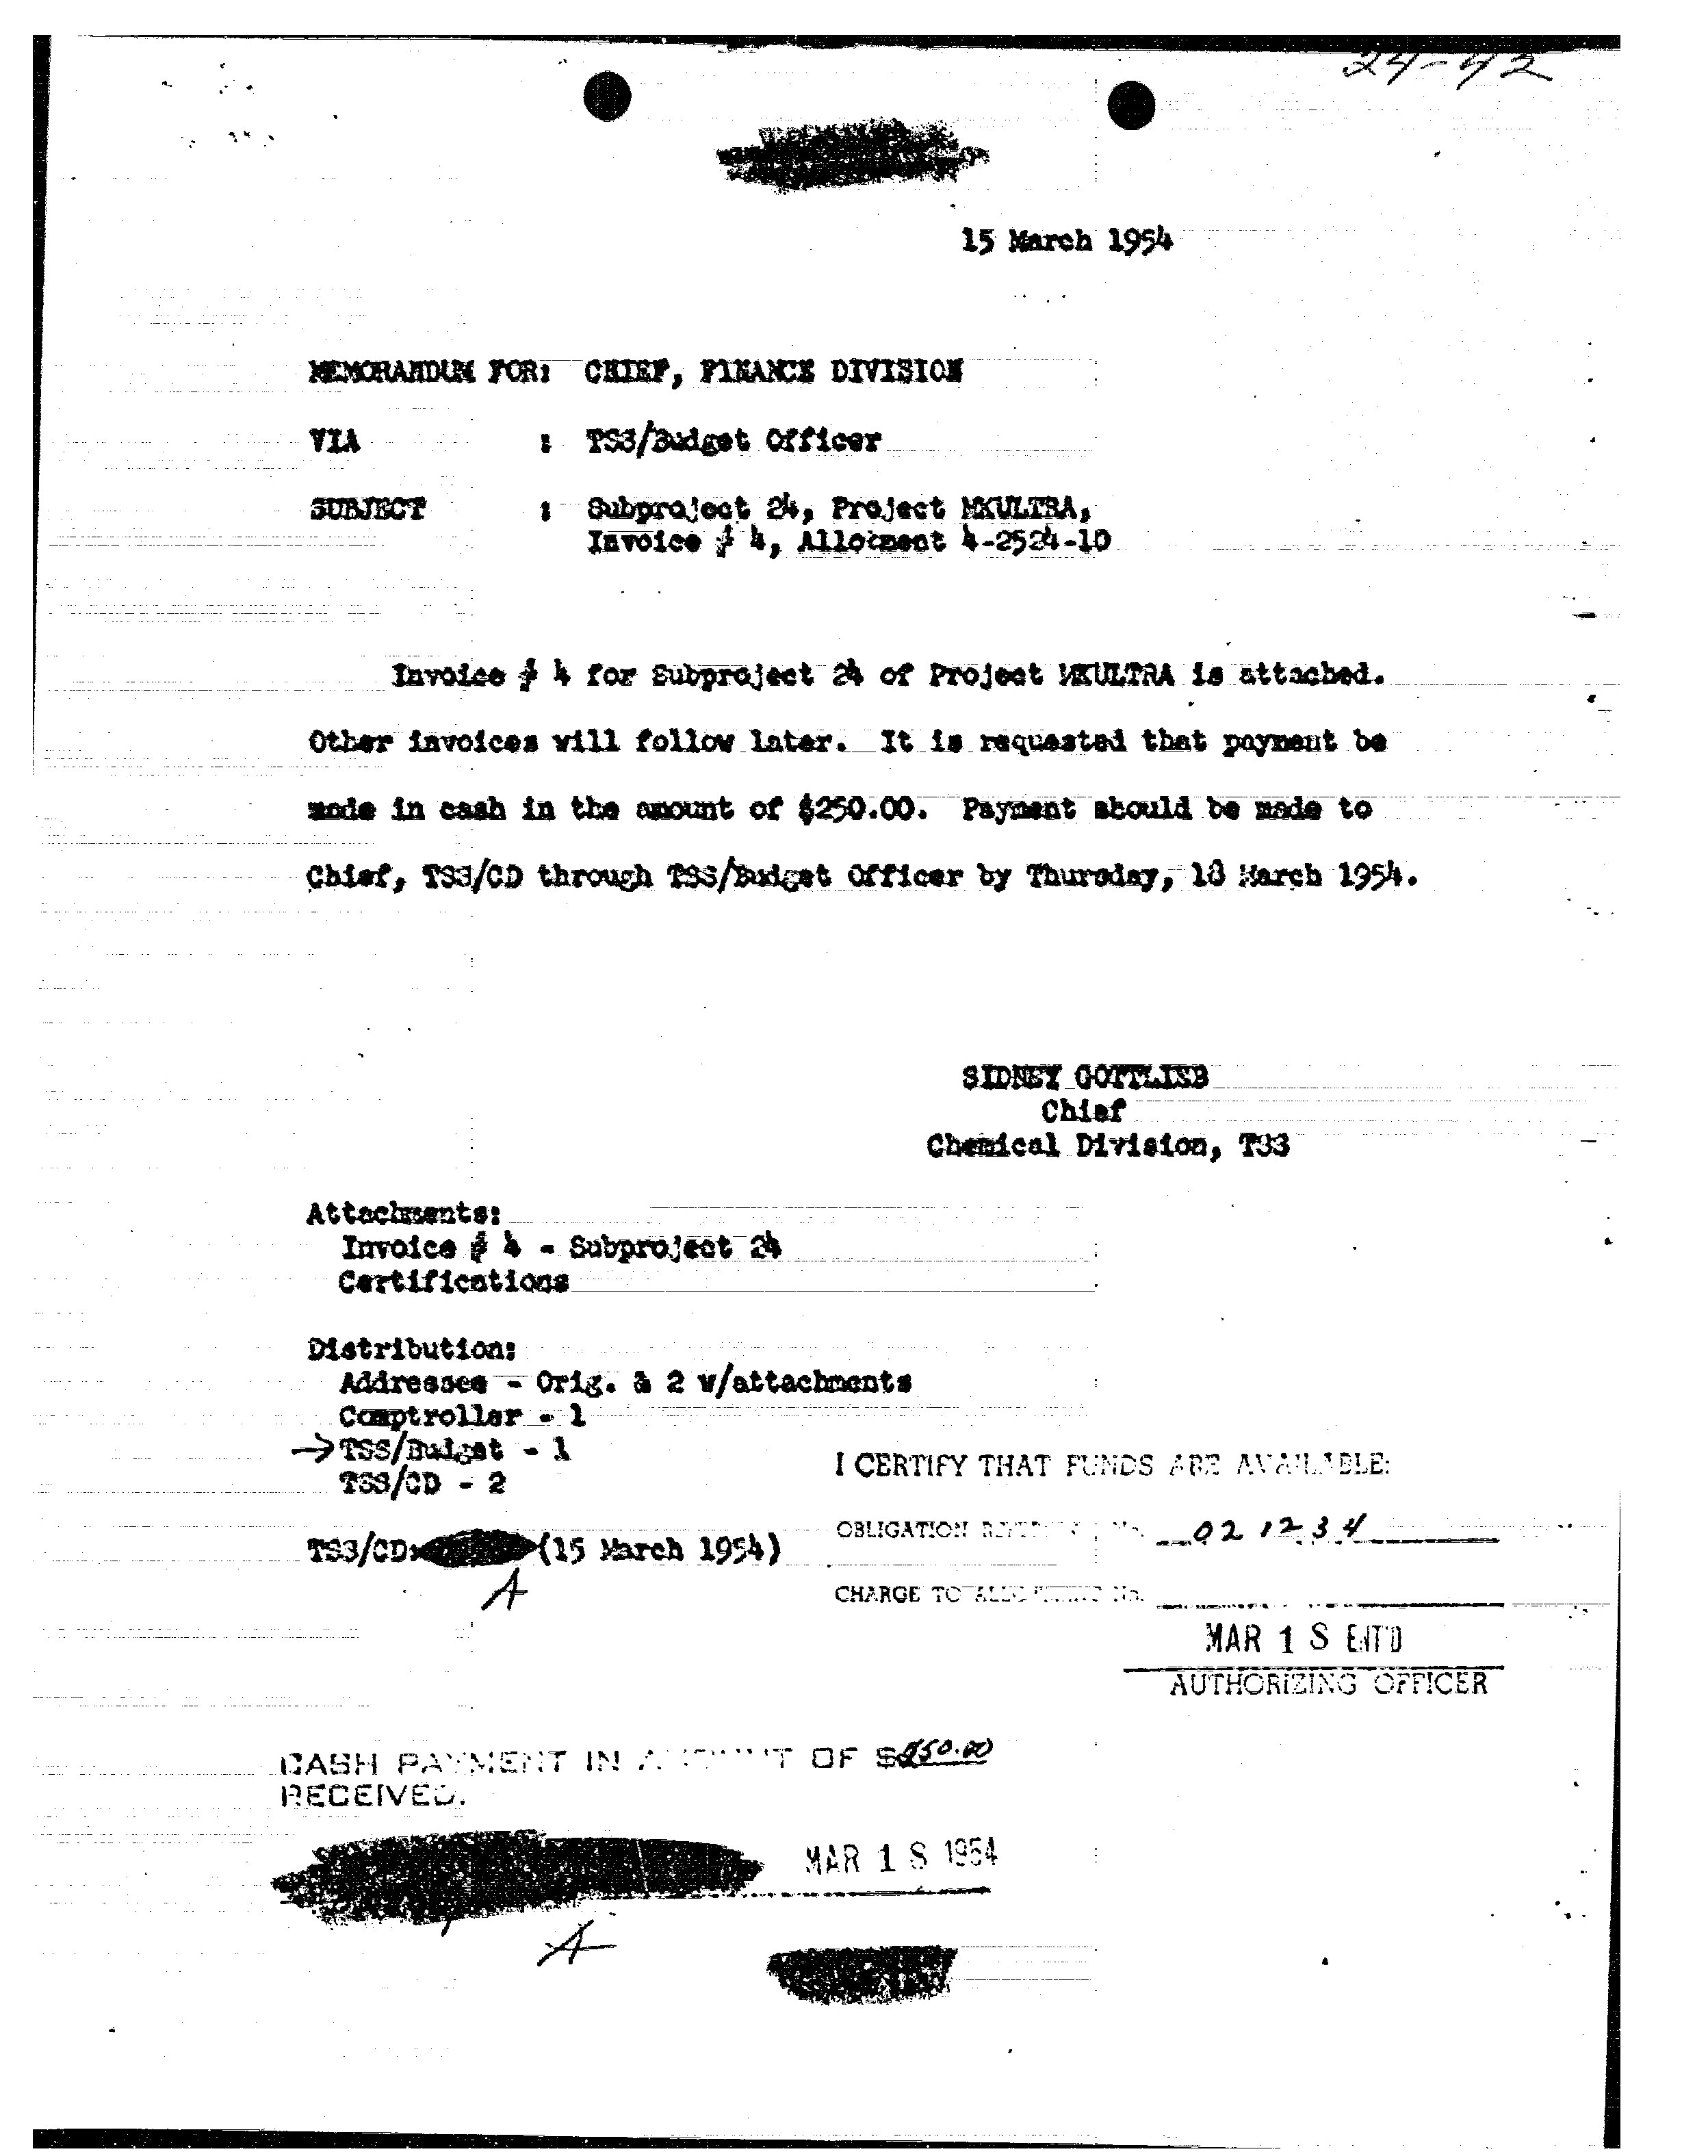 24-42
15 March 1954
MEMORANDUM FOR: CHIEF, FINANCE DIVISION
VIA : TSS/Budget Officer
SUBJECT : Subproject 24, Project MKULTRA,
Invoice # 4, Allotment 4-2524-10
Invoice # 4 for Subproject 24 of Project MKULTRA is attached.
Other invoices will follow later. It is requested that payment be
made in cash in the amount of $250.00. Payment should be made to
Chief, TSS/CD through TSS/Budget Officer by Thursday, 18 March 1954.
SIDNEY GOTTLIEB
Chief
Chemical Division, TSS
Attachments:
Invoice # 4 - Subproject 24
Certifications
Distribution:
Addressee - Orig. & 2 w/attachments
Comptroller - 1
→ TSS/Budget - 1
TSS/CD - 2
I CERTIFY THAT FUNDS ARE AVAILABLE:
OBLIGATION No. 021234
TSS/CD: (15 March 1954)
A
CHARGE TO ALLOTMENT No.
MAR 18 ENT'D
AUTHORIZING OFFICER
CASH PAYMENT IN AMOUNT OF $250.00
RECEIVED.
MAR 18 1954
A